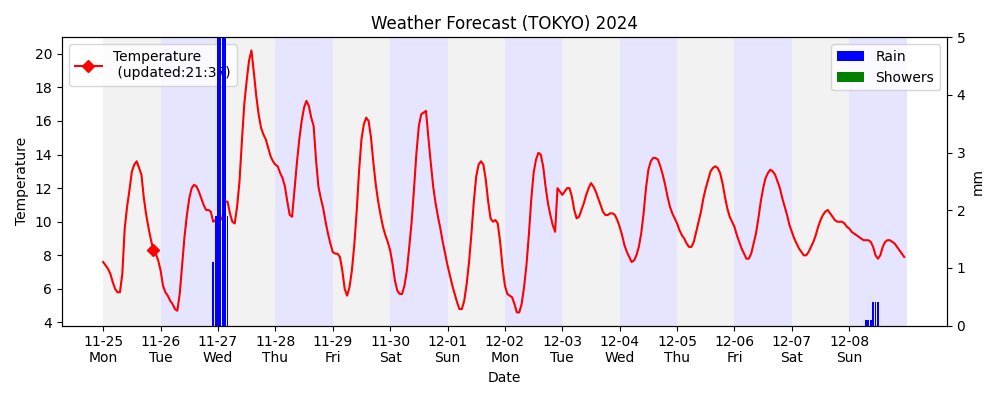 Weather Forecast (TOKYO) 2024
Temperature
(updated:21:3 )
Rain
Showers
Temperature
20
18
16
14
12
10
8
6
4
5
4
3
2
1
0
mm
11-25 11-26 11-27 11-28 11-29 11-30 12-01 12-02 12-03 12-04 12-05 12-06 12-07 12-08
Mon Tue Wed Thu Fri Sat Sun Mon Tue Wed Thu Fri Sat Sun
Date